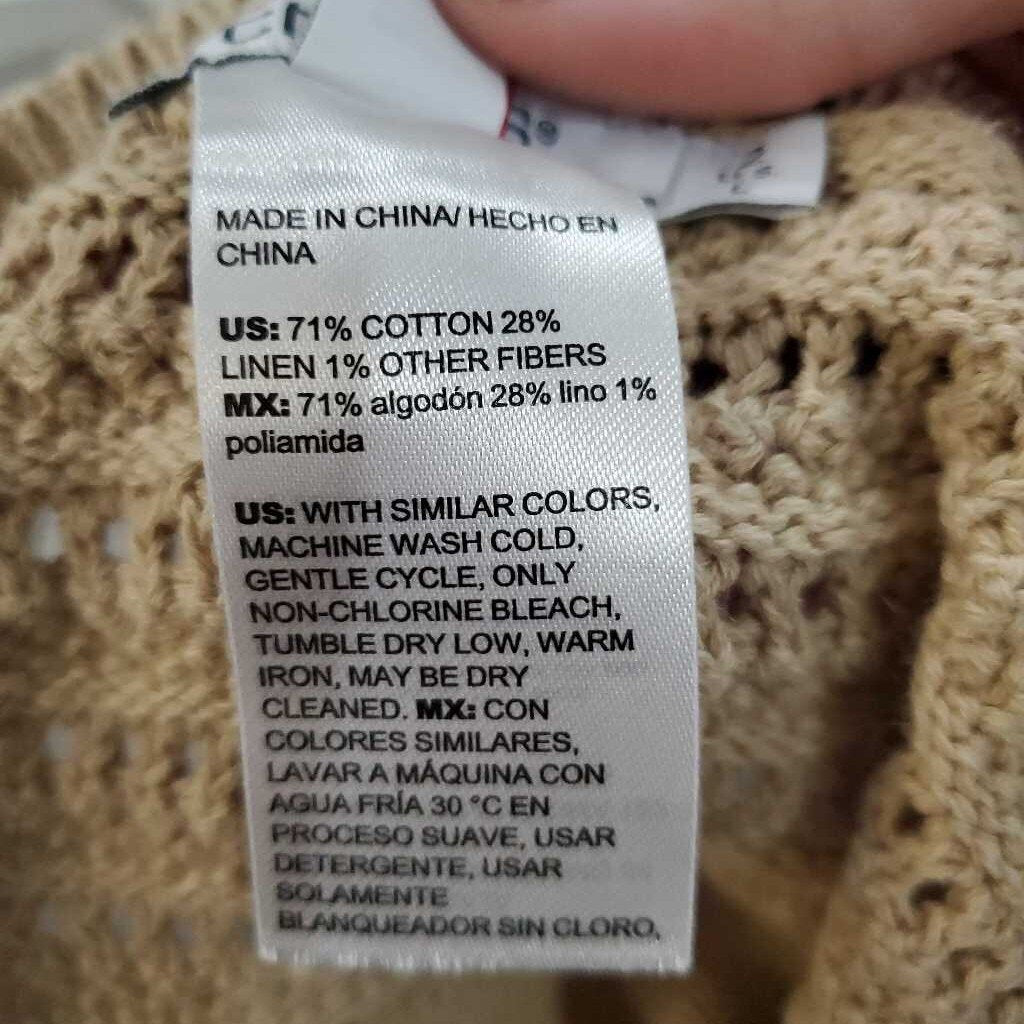 MADE IN CHINA/ HECHO EN
CHINA
US: 71% COTTON 28%
LINEN 1% OTHER FIBERS
MX: 71% algodón 28% lino 1%
poliamida
US: WITH SIMILAR COLORS,
MACHINE WASH COLD,
GENTLE CYCLE, ONLY
NON-CHLORINE BLEACH,
TUMBLE DRY LOW, WARM
IRON, MAY BE DRY
CLEANED. MX: CON
COLORES SIMILARES,
LAVAR A MÁQUINA CON
AGUA FRÍA 30 °C EN
PROCESO SUAVE, USAR
DETERGENTE, USAR
SOLAMENTE
BLANQUEADOR SIN CLORO,